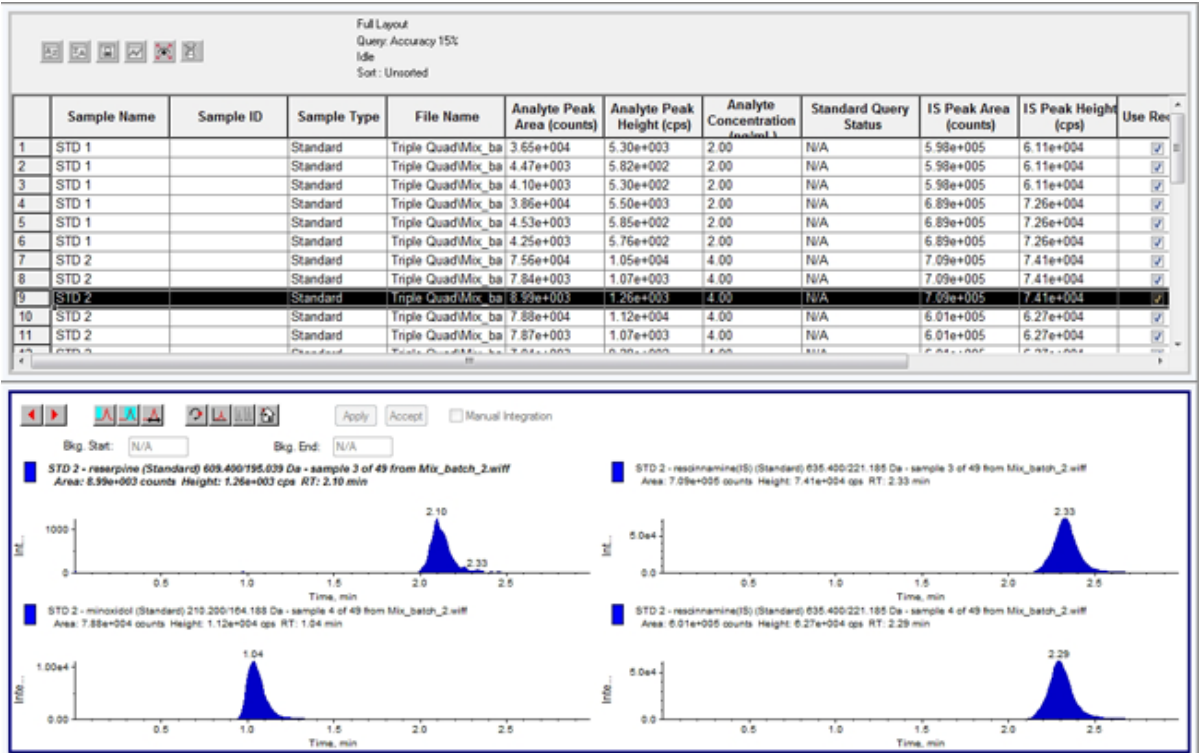 Full Layout
Query: Accuracy 15%
Idle
Sort : Unsorted
Sample Name Sample ID Sample Type File Name Analyte Peak Area (counts) Analyte Peak Height (cps) Analyte Concentration (ng/mL) Standard Query Status IS Peak Area (counts) IS Peak Height (cps) Use Rec
1 STD 1 Standard Triple Quad\Mix_ba 3.65e+004 5.30e+003 2.00 N/A 5.98e+005 6.11e+004
2 STD 1 Standard Triple Quad\Mix_ba 4.47e+003 5.82e+002 2.00 N/A 5.98e+005 6.11e+004
3 STD 1 Standard Triple Quad\Mix_ba 4.10e+003 5.30e+002 2.00 N/A 5.98e+005 6.11e+004
4 STD 1 Standard Triple Quad\Mix_ba 3.86e+004 5.50e+003 2.00 N/A 6.89e+005 7.26e+004
5 STD 1 Standard Triple Quad\Mix_ba 4.53e+003 5.85e+002 2.00 N/A 6.89e+005 7.26e+004
6 STD 1 Standard Triple Quad\Mix_ba 4.25e+003 5.76e+002 2.00 N/A 6.89e+005 7.26e+004
7 STD 2 Standard Triple Quad\Mix_ba 7.56e+004 1.05e+004 4.00 N/A 7.09e+005 7.41e+004
8 STD 2 Standard Triple Quad\Mix_ba 7.84e+003 1.07e+003 4.00 N/A 7.09e+005 7.41e+004
9 STD 2 Standard Triple Quad\Mix_ba 8.99e+003 1.26e+003 4.00 N/A 7.09e+005 7.41e+004
10 STD 2 Standard Triple Quad\Mix_ba 7.88e+004 1.12e+004 4.00 N/A 6.01e+005 6.27e+004
11 STD 2 Standard Triple Quad\Mix_ba 7.87e+003 1.07e+003 4.00 N/A 6.01e+005 6.27e+004
Apply Accept Manual Integration
Bkg. Start: N/A Bkg. End: N/A
STD 2 - reserpine (Standard) 609.400/195.039 Da - sample 3 of 49 from Mix_batch_2.wiff
Area: 8.99e+003 counts Height: 1.26e+003 cps RT: 2.10 min
2.10
1000
2.33
Int...
0
0.5 1.0 1.5 2.0 2.5
Time, min
STD 2 - rescinnamine(IS) (Standard) 635.400/221.185 Da - sample 3 of 49 from Mix_batch_2.wiff
Area: 7.09e+005 counts Height: 7.41e+004 cps RT: 2.33 min
2.33
5.0e4
Int...
0.0
0.5 1.0 1.5 2.0 2.5
Time, min
STD 2 - minoxidol (Standard) 210.200/164.188 Da - sample 4 of 49 from Mix_batch_2.wiff
Area: 7.88e+004 counts Height: 1.12e+004 cps RT: 1.04 min
1.04
1.00e4
Inte...
0.00
0.5 1.0 1.5 2.0 2.5
Time, min
STD 2 - rescinnamine(IS) (Standard) 635.400/221.185 Da - sample 4 of 49 from Mix_batch_2.wiff
Area: 6.01e+005 counts Height: 6.27e+004 cps RT: 2.29 min
2.29
5.0e4
Inte...
0.0
0.5 1.0 1.5 2.0 2.5
Time, min